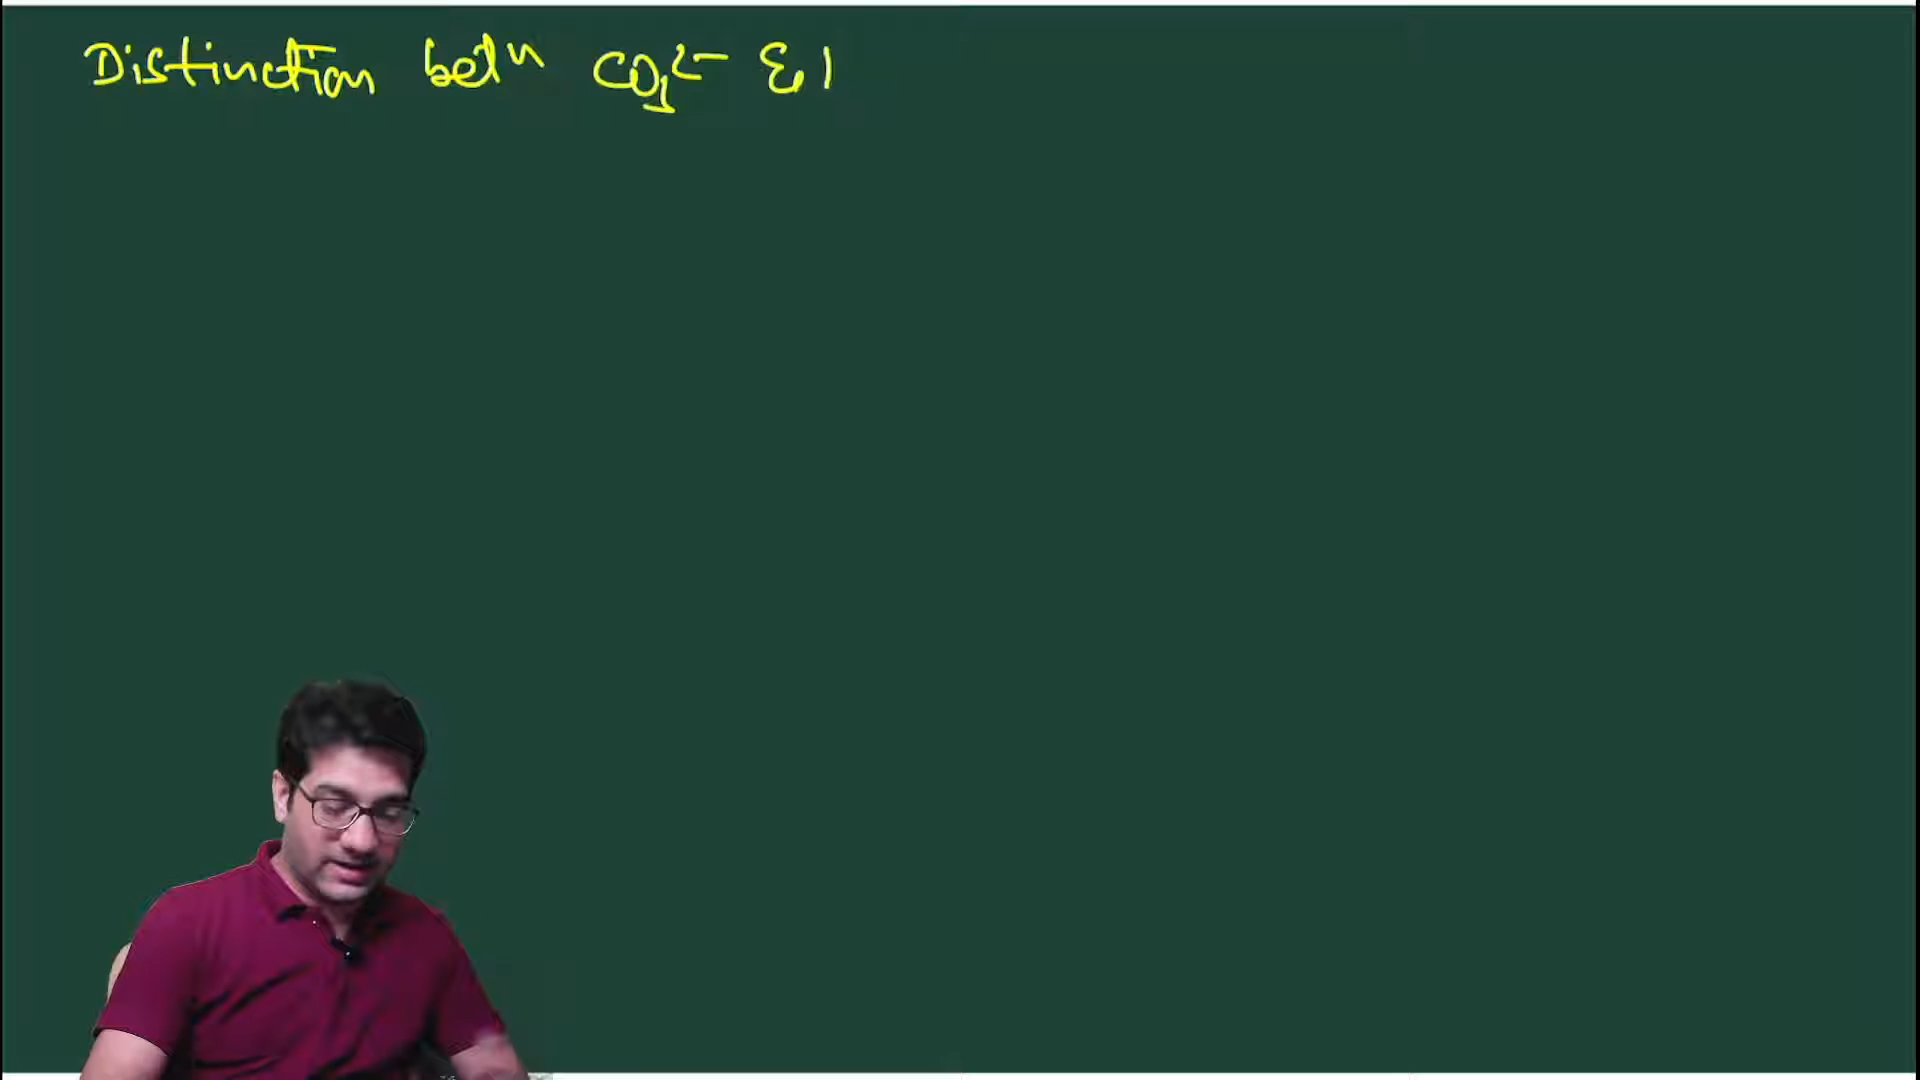 Distinction betⁿ CO₃²⁻ & |